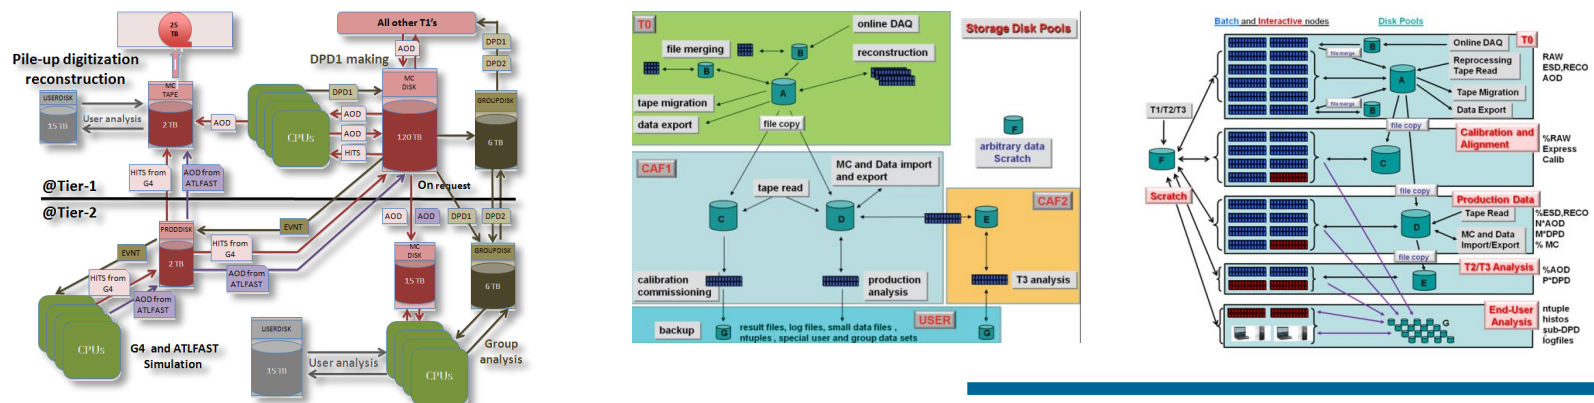 25
TB
Pile-up digitization
reconstruction
All other T1's
DPD1 making
AOD
DPD1
DPD2
MC
TAPE
2 TB
USERDISK
15 TB
User analysis
AOD
CPUs
DPD1
AOD
AOD
HITS
MC
DISK
120 TB
GROUPDISK
6 TB
HITS from
G4
AOD from
ATLFAST
@Tier-1
@Tier-2
On request
EVNT
EVNT
PRODDISK
2 TB
HITS from
G4
AOD from
ATLFAST
HITS from
G4
AOD from
ATLFAST
CPUs
G4 and ATLFAST
Simulation
AOD
AOD
DPD1
DPD2
MC
DISK
15 TB
GROUPDISK
6 TB
USERDISK
15 TB
User analysis
CPUs
Group
analysis
T0
online DAQ
file merging
B
B
reconstruction
A
tape migration
data export
file copy
Storage Disk Pools
F
arbitrary data
Scratch
CAF1
MC and Data import
and export
tape read
C
D
CAF2
E
calibration
commissioning
production
analysis
T3 analysis
USER
backup
G
result files, log files, small data files ,
ntuples , special user and group data sets
G
Batch and Interactive nodes
Disk Pools
T0
Online DAQ
B
file merge
Reprocessing
Tape Read
A
Tape Migration
Data Export
file merge
B
RAW
ESD,RECO
AOD
T1/T2/T3
F
Scratch
file copy
Calibration and
Alignment
C
%RAW
Express
Calib
file copy
Production Data
Tape Read
D
MC and Data
Import/Export
%ESD,RECO
N*AOD
M*DPD
% MC
file copy
T2/T3 Analysis
E
%AOD
P*DPD
End-User
Analysis
G
ntuple
histos
sub-DPD
logfiles